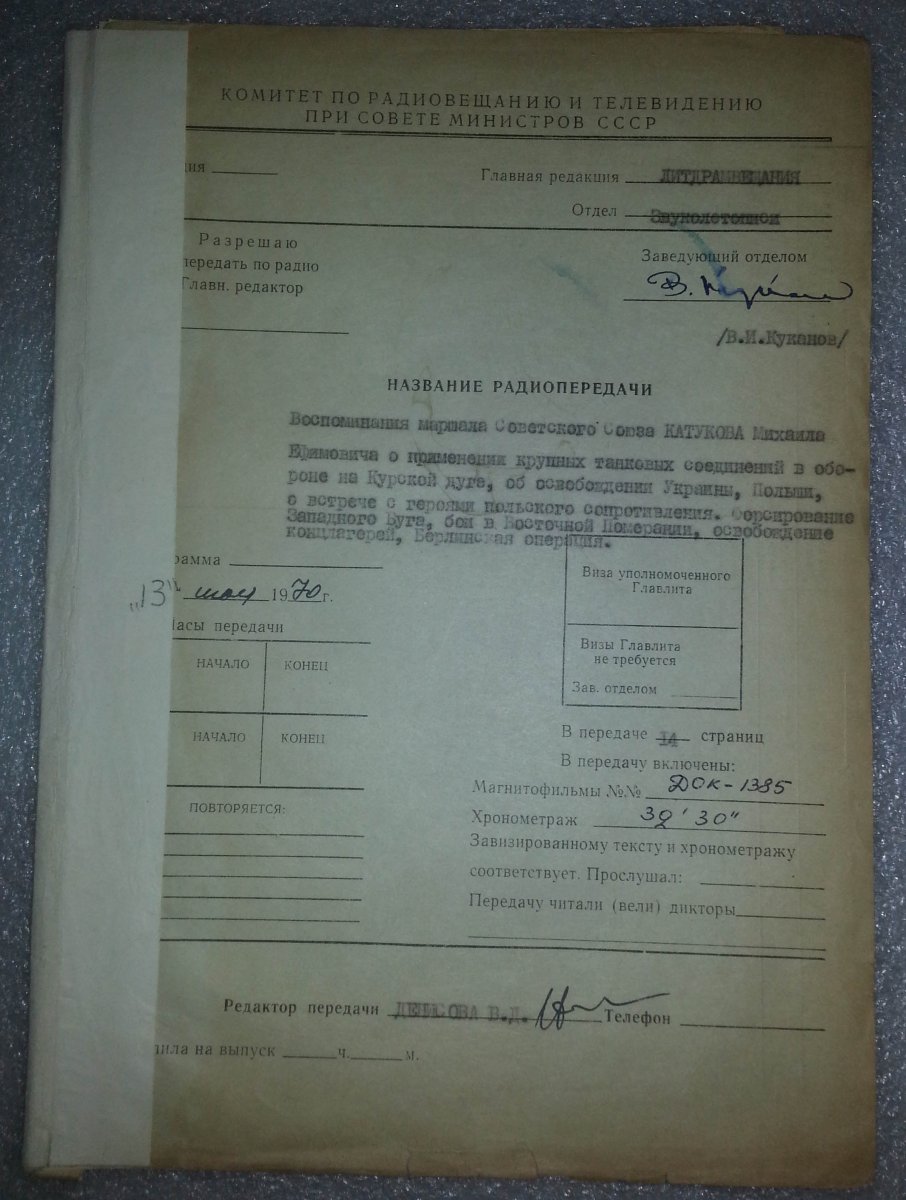 КОМИТЕТ ПО РАДИОВЕЩАНИЮ И ТЕЛЕВИДЕНИЮ
ПРИ СОВЕТЕ МИНИСТРОВ СССР
Главная редакция ЛИТДРАМВЕЩАНИЯ
Отдел Звуколетописи
Разрешаю
передать по радио
Главн. редактор
Заведующий отделом
/В.И.Куканов/
НАЗВАНИЕ РАДИОПЕРЕДАЧИ
Воспоминания маршала Советского Союза КАТУКОВА Михаила
Ефимовича о применении крупных танковых соединений в обо-
роне на Курской дуге, об освобождении Украины, Польши,
о встрече с героями польского сопротивления. Форсирование
Западного Буга, бои в Восточной Померании, освобождение
концлагерей, Берлинская операция.
рамма
"13" мая 1970 г.
Часы передачи
НАЧАЛО КОНЕЦ
НАЧАЛО КОНЕЦ
ПОВТОРЯЕТСЯ:
Виза уполномоченного
Главлита
Визы Главлита
не требуется
Зав. отделом
В передаче 14 страниц
В передачу включены:
Магнитофильмы №№ ДОК-1385
Хронометраж 32' 30"
Завизированному тексту и хронометражу
соответствует. Прослушал:
Передачу читали (вели) дикторы
Редактор передачи ДЕНИСОВА В.Д. Телефон
пила на выпуск ч. м.